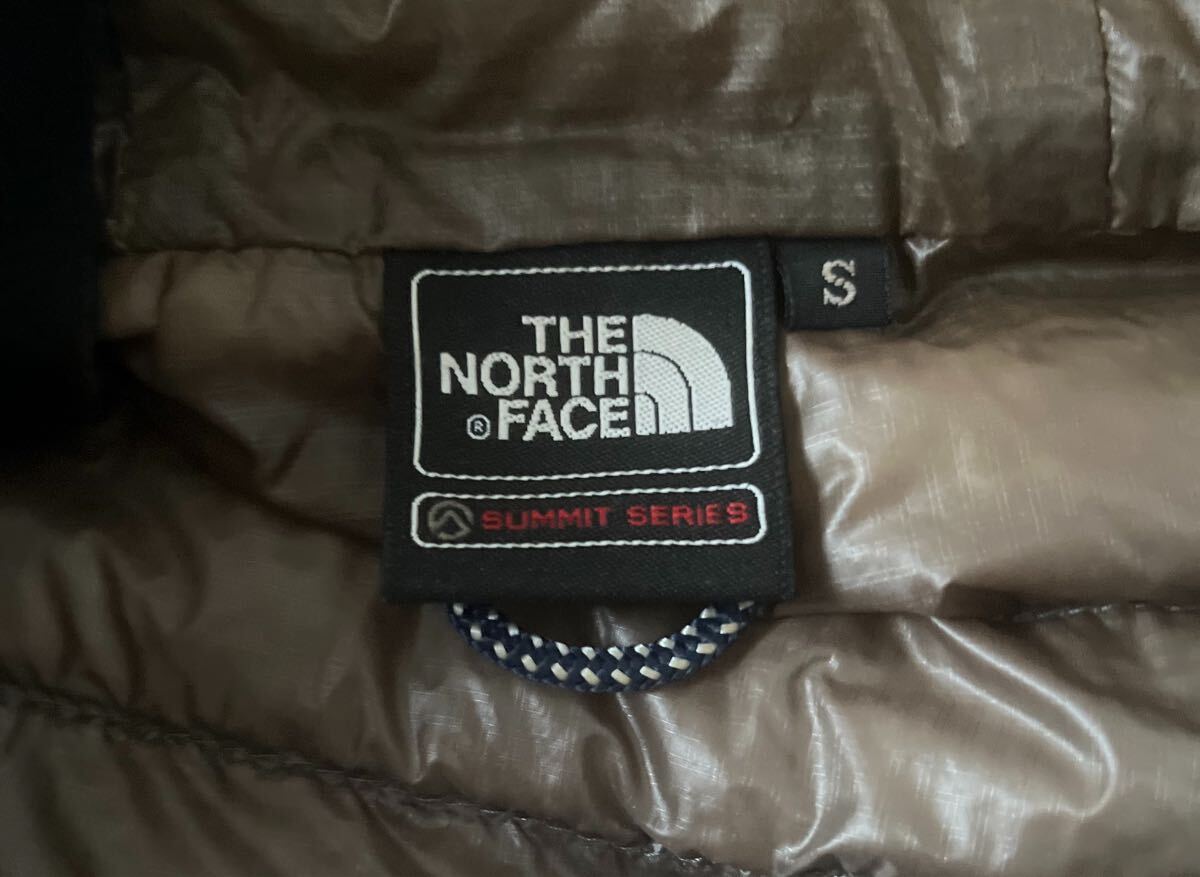 THE
NORTH
® FACE
SUMMIT SERIES
S